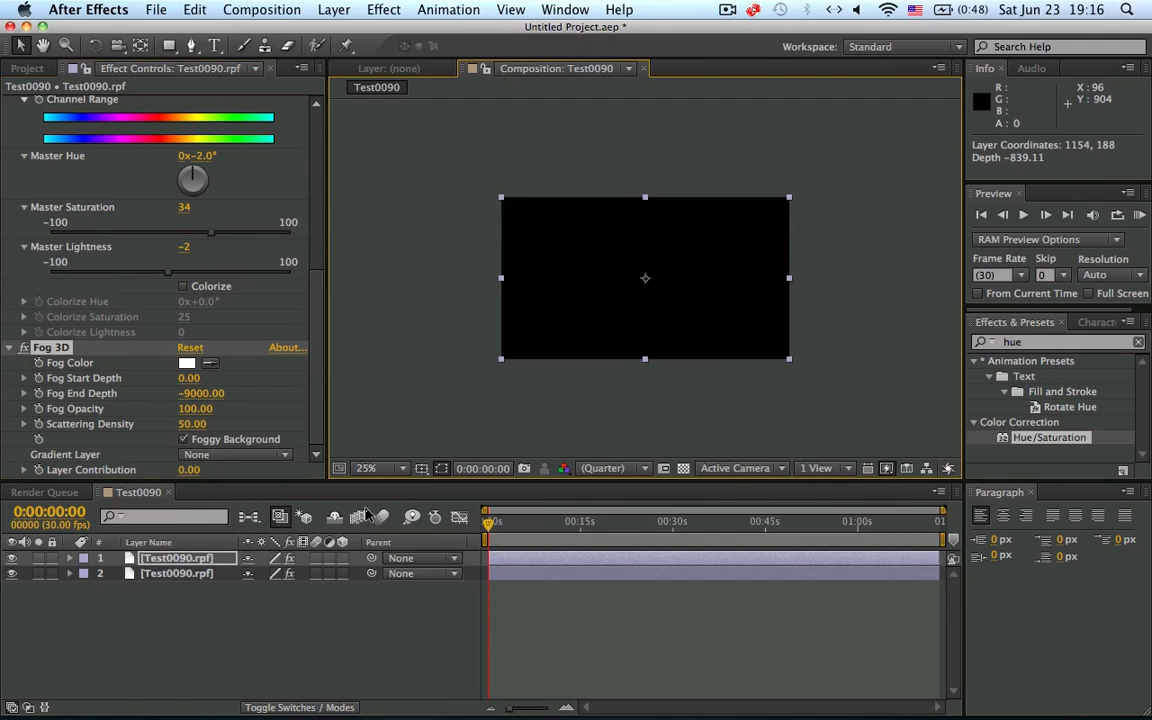 After Effects File Edit Composition Layer Effect Animation View Window Help (0:48) Sat Jun 23 19:16
Untitled Project.aep *
Workspace: Standard Search Help
Project Effect Controls: Test0090.rpf Layer: (none) Composition: Test0090 Info Audio
Test0090 • Test0090.rpf Test0090
Channel Range
R :
G :
B :
A : 0
X : 96
Y : 904
Layer Coordinates: 1154, 188
Depth -839.11
Master Hue 0x-2.0°
Master Saturation 34
-100 100
Master Lightness -2
-100 100
Colorize
Colorize Hue 0x+0.0°
Colorize Saturation 25
Colorize Lightness 0
Fog 3D Reset About...
Fog Color
Fog Start Depth 0.00
Fog End Depth -9000.00
Fog Opacity 100.00
Scattering Density 50.00
Foggy Background
Gradient Layer None
Layer Contribution 0.00
25% 0:00:00:00 (Quarter) Active Camera 1 View
Preview
RAM Preview Options
Frame Rate Skip Resolution
(30) 0 Auto
From Current Time Full Screen
Effects & Presets Charact
hue
* Animation Presets
Text
Fill and Stroke
Rotate Hue
Color Correction
Hue/Saturation
Render Queue Test0090
0:00:00:00
00000 (30.00 fps)
00:15s 00:30s 00:45s 01:00s 01
# Layer Name fx Parent
1 [Test0090.rpf] fx None
2 [Test0090.rpf] fx None
Toggle Switches / Modes
Paragraph
0 px 0 px 0 px
0 px 0 px